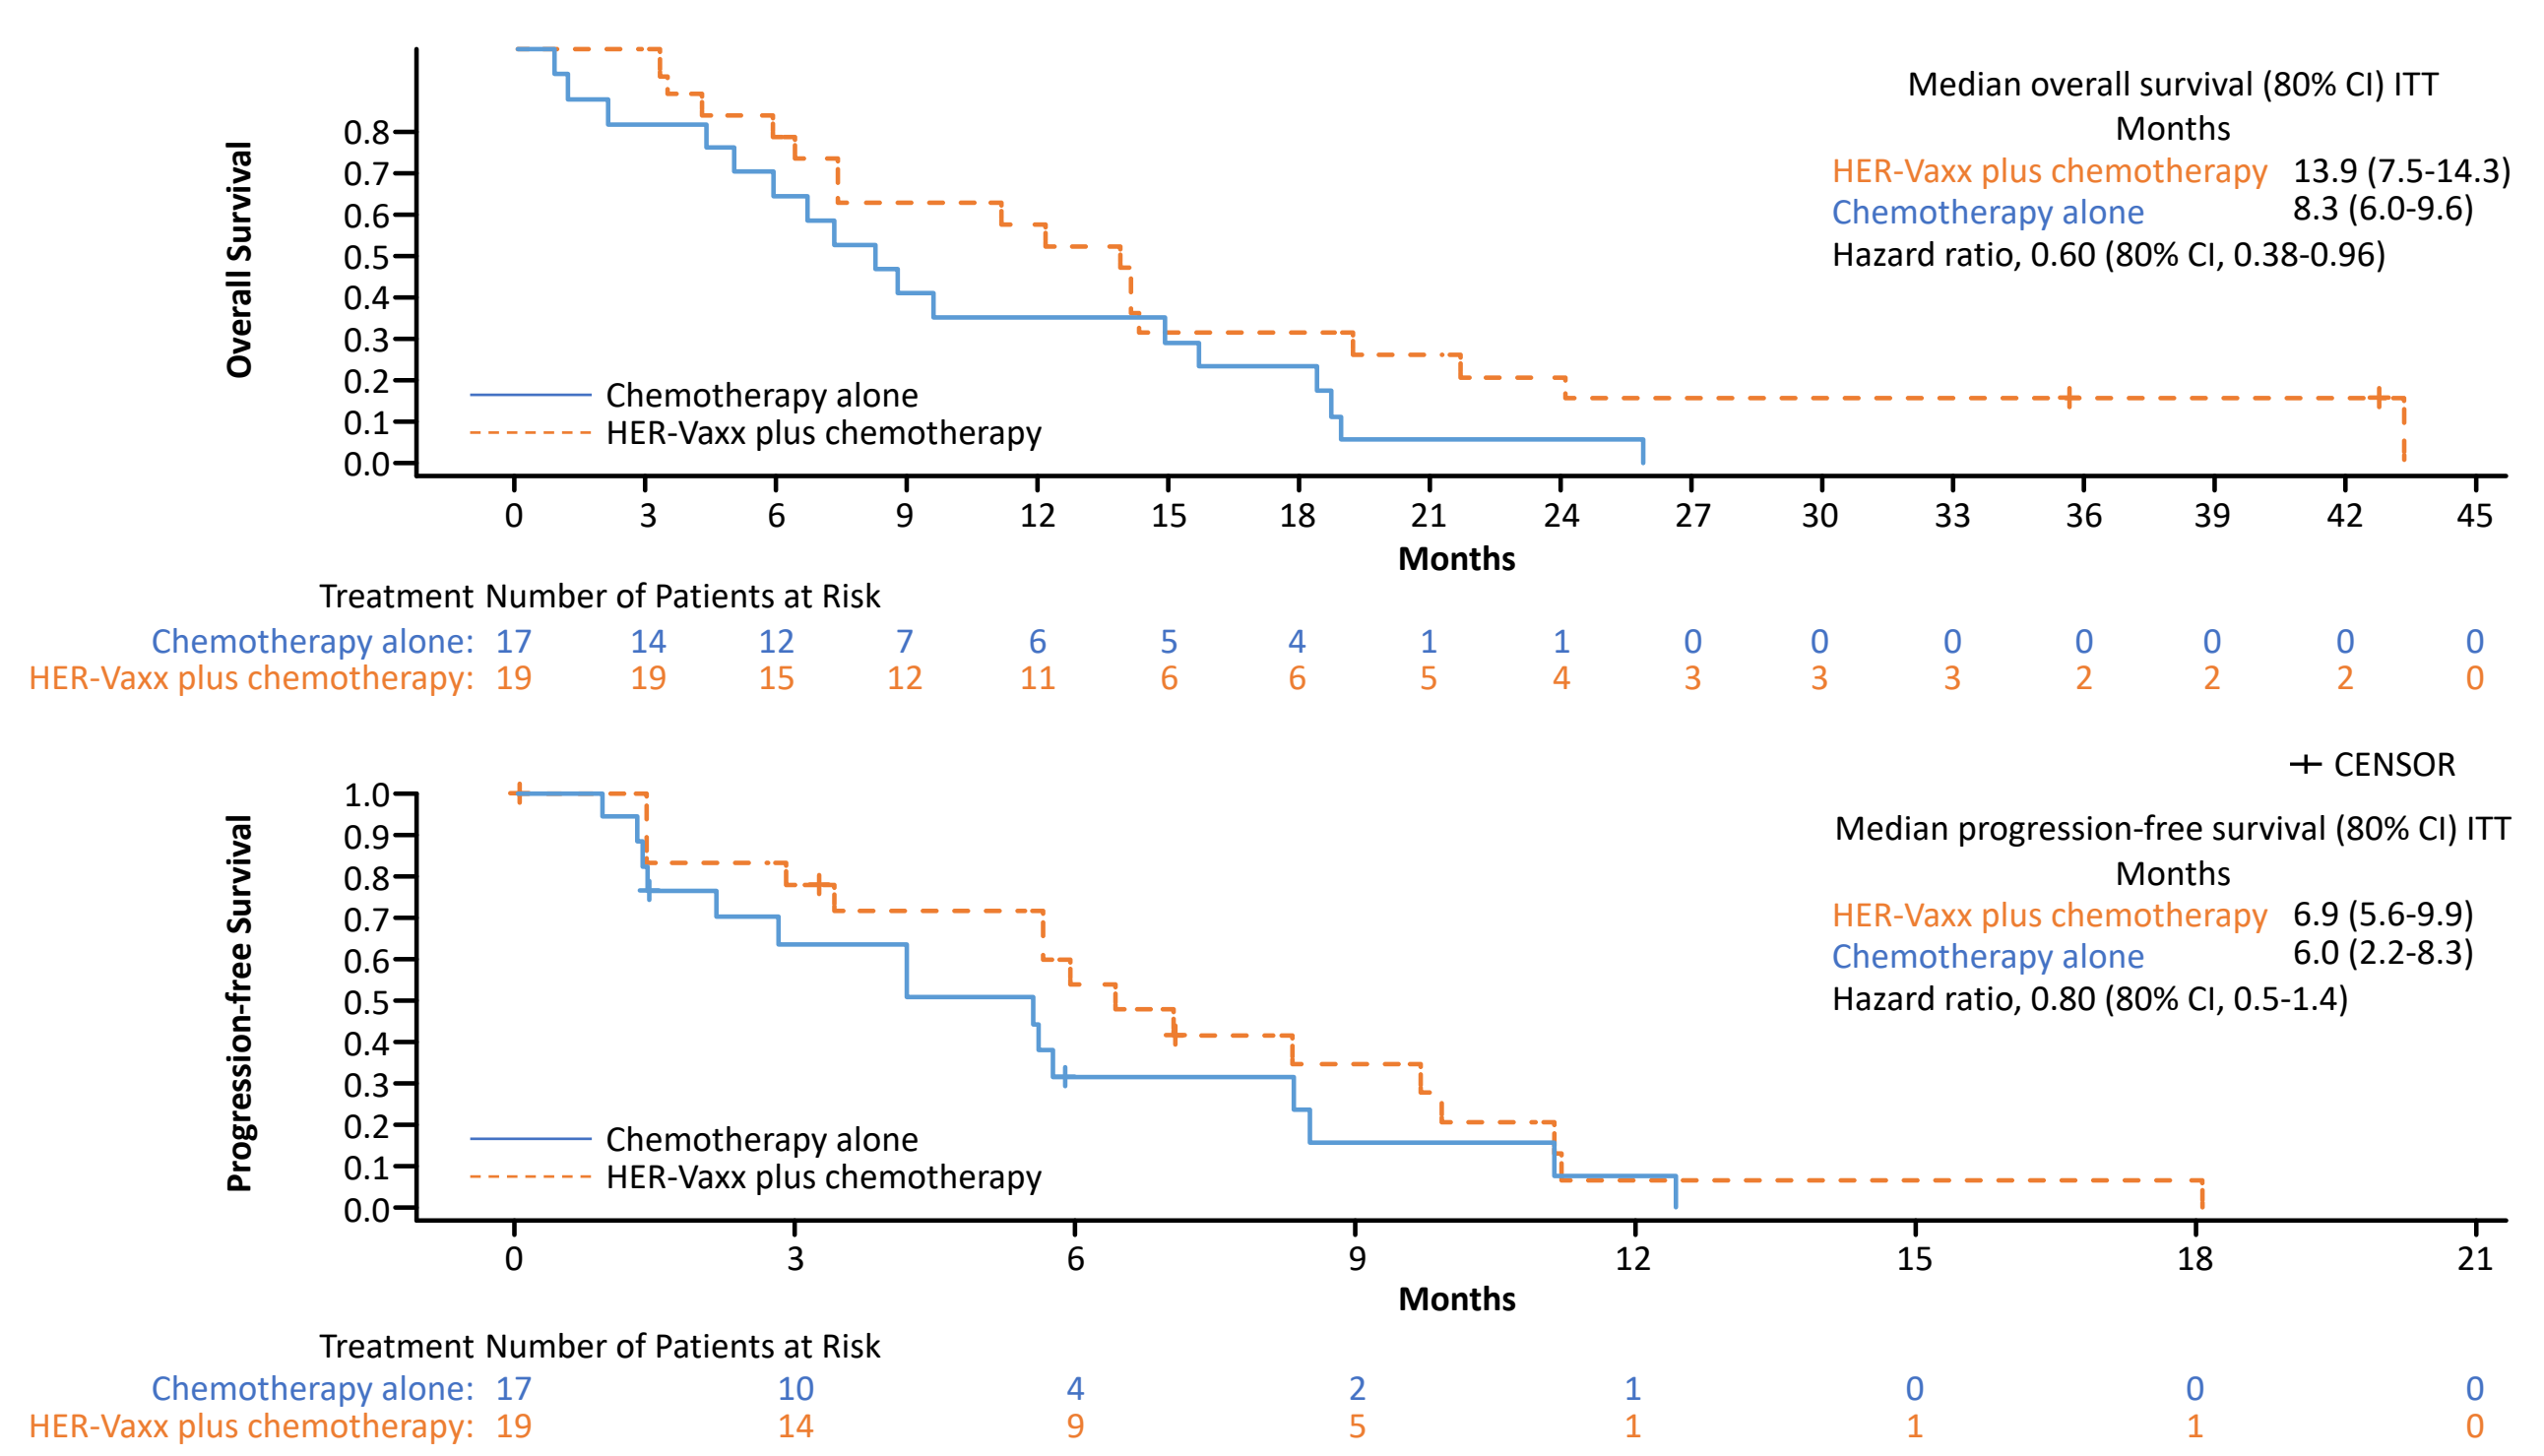 Overall Survival
0.8
0.7
0.6
0.5
0.4
0.3
0.2
0.1
0.0
Median overall survival (80% CI) ITT
Months
HER-Vaxx plus chemotherapy 13.9 (7.5-14.3)
Chemotherapy alone 8.3 (6.0-9.6)
Hazard ratio, 0.60 (80% CI, 0.38-0.96)
Chemotherapy alone
HER-Vaxx plus chemotherapy
0 3 6 9 12 15 18 21 24 27 30 33 36 39 42 45
Months
Treatment Number of Patients at Risk
Chemotherapy alone: 17 14 12 7 6 5 4 1 1 0 0 0 0 0 0 0
HER-Vaxx plus chemotherapy: 19 19 15 12 11 6 6 5 4 3 3 3 2 2 2 0
CENSOR
Progression-free Survival
1.0
0.9
0.8
0.7
0.6
0.5
0.4
0.3
0.2
0.1
0.0
Median progression-free survival (80% CI) ITT
Months
HER-Vaxx plus chemotherapy 6.9 (5.6-9.9)
Chemotherapy alone 6.0 (2.2-8.3)
Hazard ratio, 0.80 (80% CI, 0.5-1.4)
Chemotherapy alone
HER-Vaxx plus chemotherapy
0 3 6 9 12 15 18 21
Months
Treatment Number of Patients at Risk
Chemotherapy alone: 17 10 4 2 1 0 0 0
HER-Vaxx plus chemotherapy: 19 14 9 5 1 1 1 0